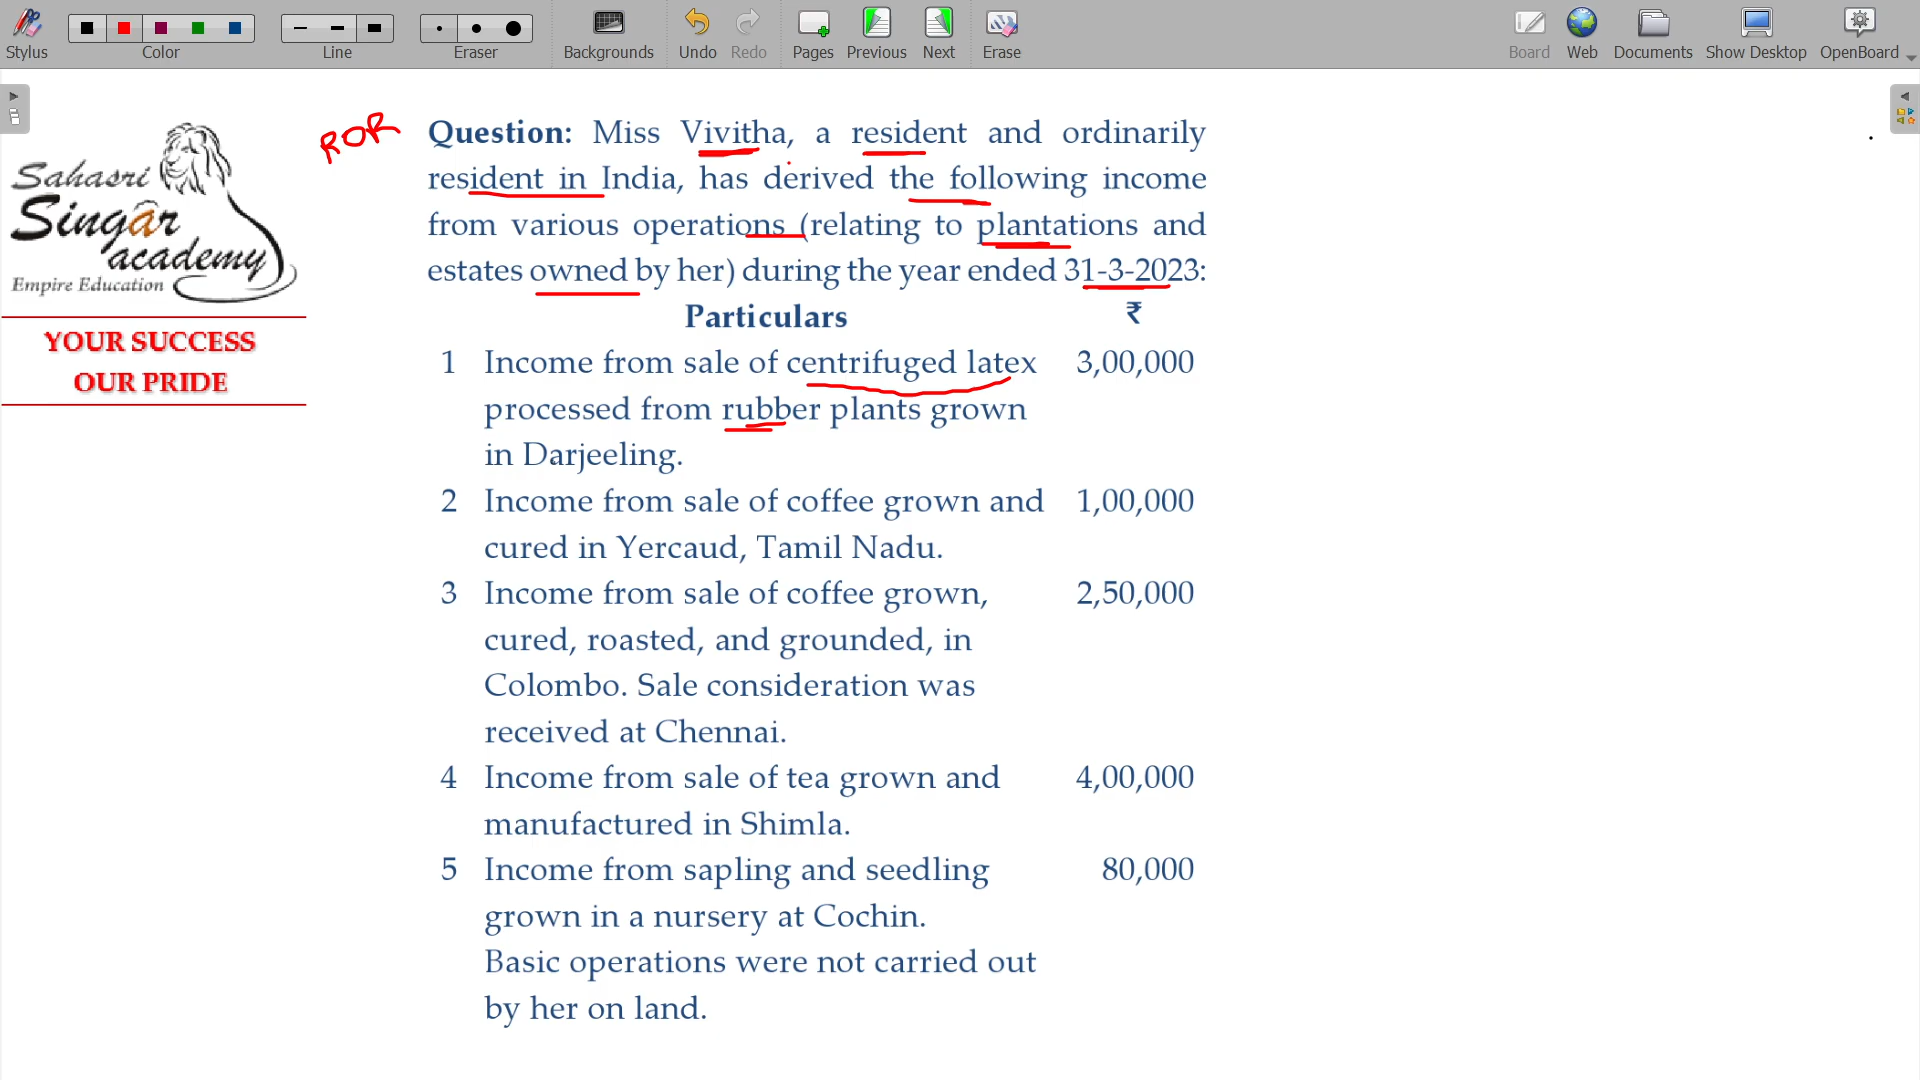 Stylus
Color
Line
Eraser
Backgrounds
Undo
Redo
Pages
Previous
Next
Erase
Board
Web
Documents
Show Desktop
OpenBoard
Sahasri
Singar
academy
Empire Education
YOUR SUCCESS
OUR PRIDE
ROR
Question: Miss Vivitha, a resident and ordinarily
resident in India, has derived the following income
from various operations (relating to plantations and
estates owned by her) during the year ended 31-3-2023:
Particulars ₹
1 Income from sale of centrifuged latex 3,00,000
processed from rubber plants grown
in Darjeeling.
2 Income from sale of coffee grown and 1,00,000
cured in Yercaud, Tamil Nadu.
3 Income from sale of coffee grown, 2,50,000
cured, roasted, and grounded, in
Colombo. Sale consideration was
received at Chennai.
4 Income from sale of tea grown and 4,00,000
manufactured in Shimla.
5 Income from sapling and seedling 80,000
grown in a nursery at Cochin.
Basic operations were not carried out
by her on land.